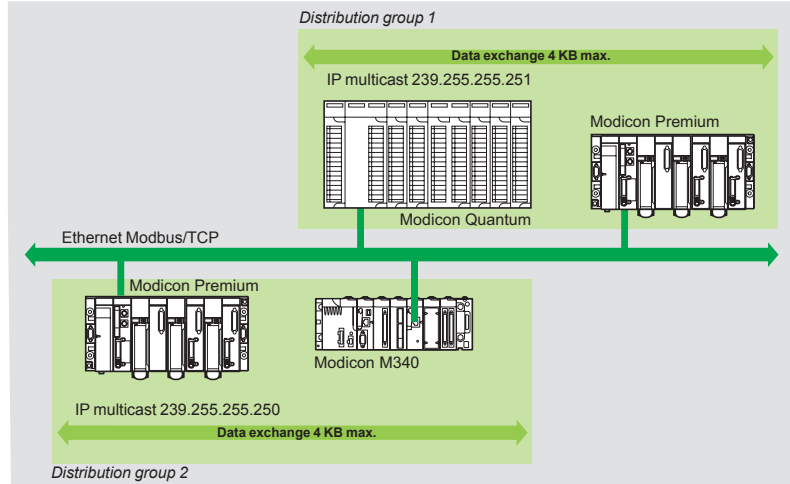 Distribution group 1
Data exchange 4 KB max.
IP multicast 239.255.255.251
Modicon Premium
Modicon Quantum
Ethernet Modbus/TCP
Modicon Premium
Modicon M340
IP multicast 239.255.255.250
Data exchange 4 KB max.
Distribution group 2